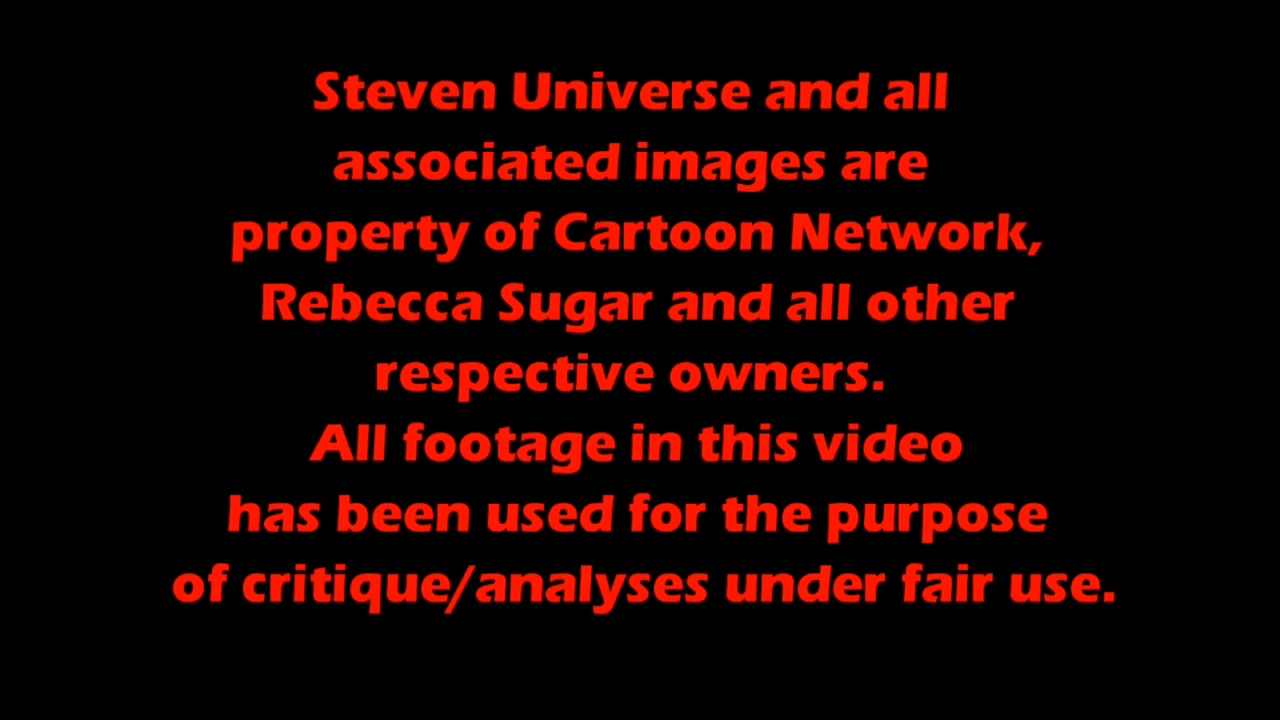 Steven Universe and all
associated images are
property of Cartoon Network,
Rebecca Sugar and all other
respective owners.
All footage in this video
has been used for the purpose
of critique/analyses under fair use.